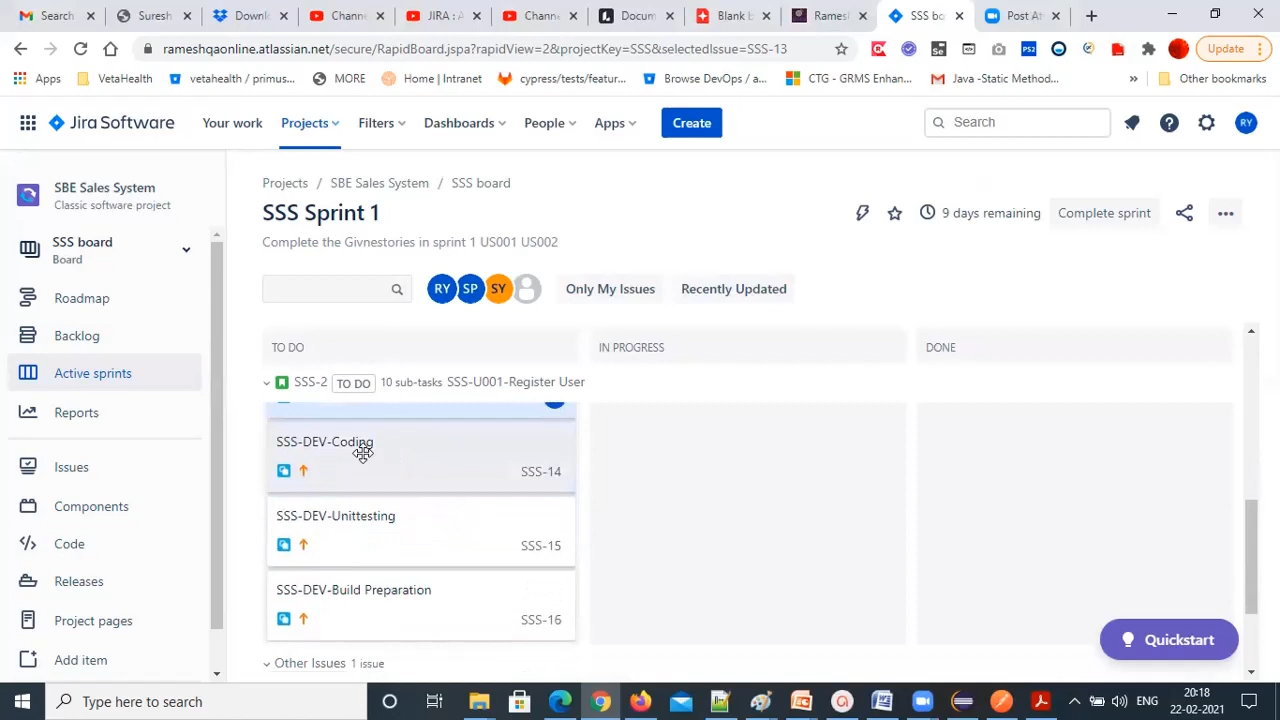 Search
Suresh
Downl
Channe
JIRA : A
Channe
Docum
Blank b
Rames
SSS bo
Post At
rameshqaonline.atlassian.net/secure/RapidBoard.jspa?rapidView=2&projectKey=SSS&selectedIssue=SSS-13
Update
Apps
VetaHealth
vetahealth / primus...
MORE
Home | Intranet
cypress/tests/featur...
Browse DevOps / a...
CTG - GRMS Enhan...
Java -Static Method...
Other bookmarks
Jira Software
Your work
Projects
Filters
Dashboards
People
Apps
Create
Search
RY
SBE Sales System
Classic software project
SSS board
Board
Roadmap
Backlog
Active sprints
Reports
Issues
Components
Code
Releases
Project pages
Add item
Projects / SBE Sales System / SSS board
SSS Sprint 1
9 days remaining
Complete sprint
Complete the Givnestories in sprint 1 US001 US002
RY SP SY
Only My Issues
Recently Updated
TO DO
IN PROGRESS
DONE
SSS-2 TO DO 10 sub-tasks SSS-U001-Register User
SSS-DEV-Coding
SSS-14
SSS-DEV-Unittesting
SSS-15
SSS-DEV-Build Preparation
SSS-16
Other Issues 1 issue
Quickstart
Type here to search
ENG
20:18
22-02-2021